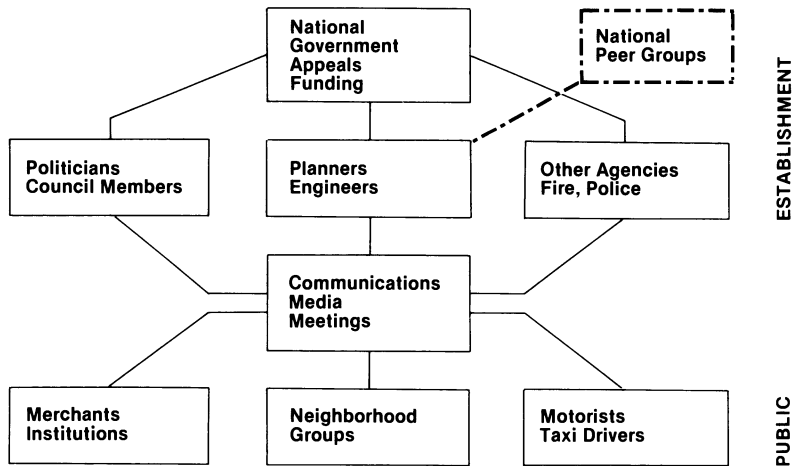 National
Government
Appeals
Funding
National
Peer Groups
ESTABLISHMENT
Politicians
Council Members
Planners
Engineers
Other Agencies
Fire, Police
Communications
Media
Meetings
Merchants
Institutions
Neighborhood
Groups
Motorists
Taxi Drivers
PUBLIC